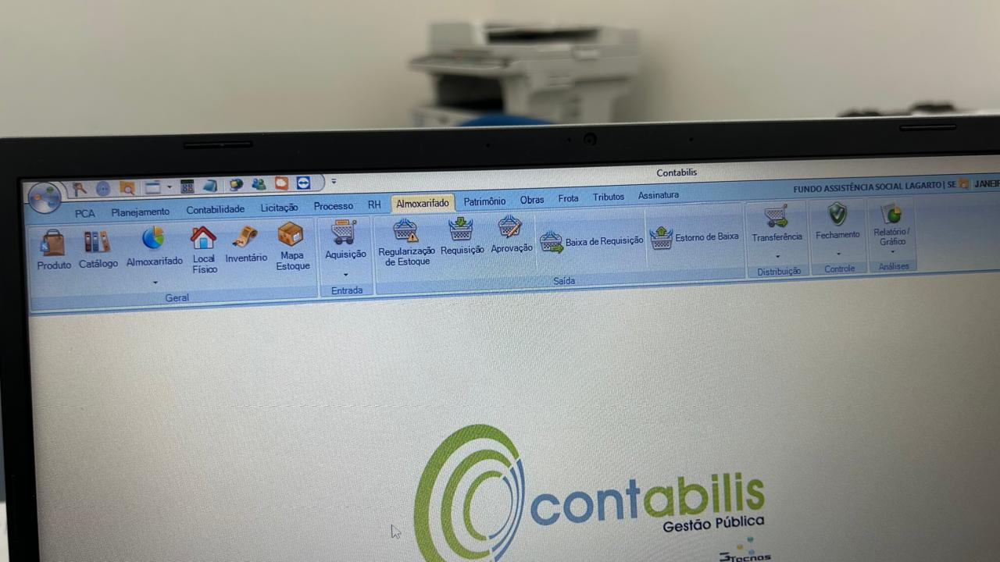 Contabilis
FUNDO ASSISTÊNCIA SOCIAL LAGARTO | SE
PCA Planejamento Contabilidade Licitação Processo RH Almoxarifado Patrimônio Obras Frota Tributos Assinatura
Produto
Catálogo
Almoxarifado
Local
Físico
Inventário
Mapa
Estoque
Geral
Aquisição
Entrada
Regularização
de Estoque
Requisição
Aprovação
Baixa de Requisição
Estorno de Baixa
Saída
Transferência
Distribuição
Fechamento
Controle
Relatório /
Gráfico
Análises
contabilis
Gestão Pública
3Tecnos